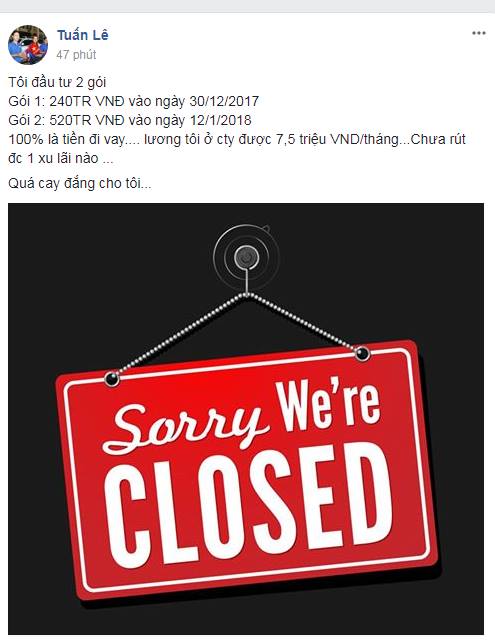 Tuấn Lê
47 phút
Tôi đầu tư 2 gói
Gói 1: 240TR VNĐ vào ngày 30/12/2017
Gói 2: 520TR VNĐ vào ngày 12/1/2018
100% là tiền đi vay.... lương tôi ở cty được 7,5 triệu VND/tháng...Chưa rút
đc 1 xu lãi nào ...
Quá cay đắng cho tôi...
Sorry We're
CLOSED